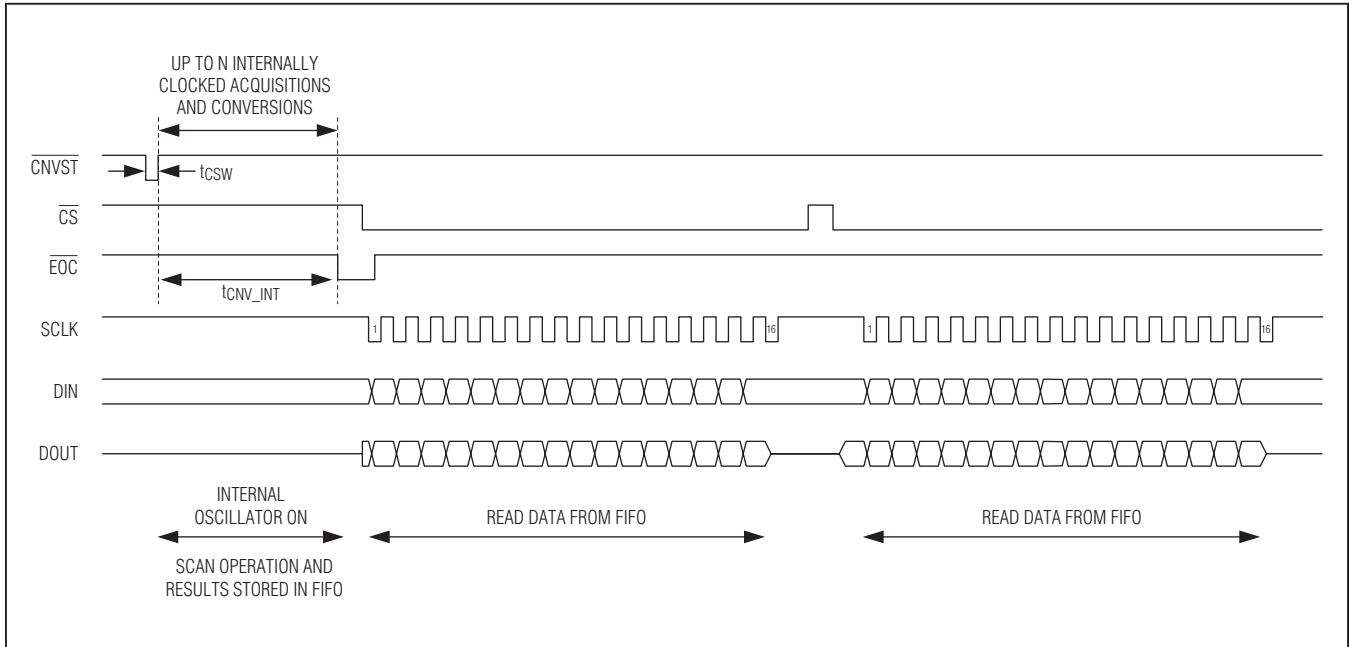 UP TO N INTERNALLY
CLOCKED ACQUISITIONS
AND CONVERSIONS
CNVST
tCSW
CS
EOC
tCNV_INT
SCLK
1
16
1
16
DIN
DOUT
INTERNAL
OSCILLATOR ON
READ DATA FROM FIFO
READ DATA FROM FIFO
SCAN OPERATION AND
RESULTS STORED IN FIFO